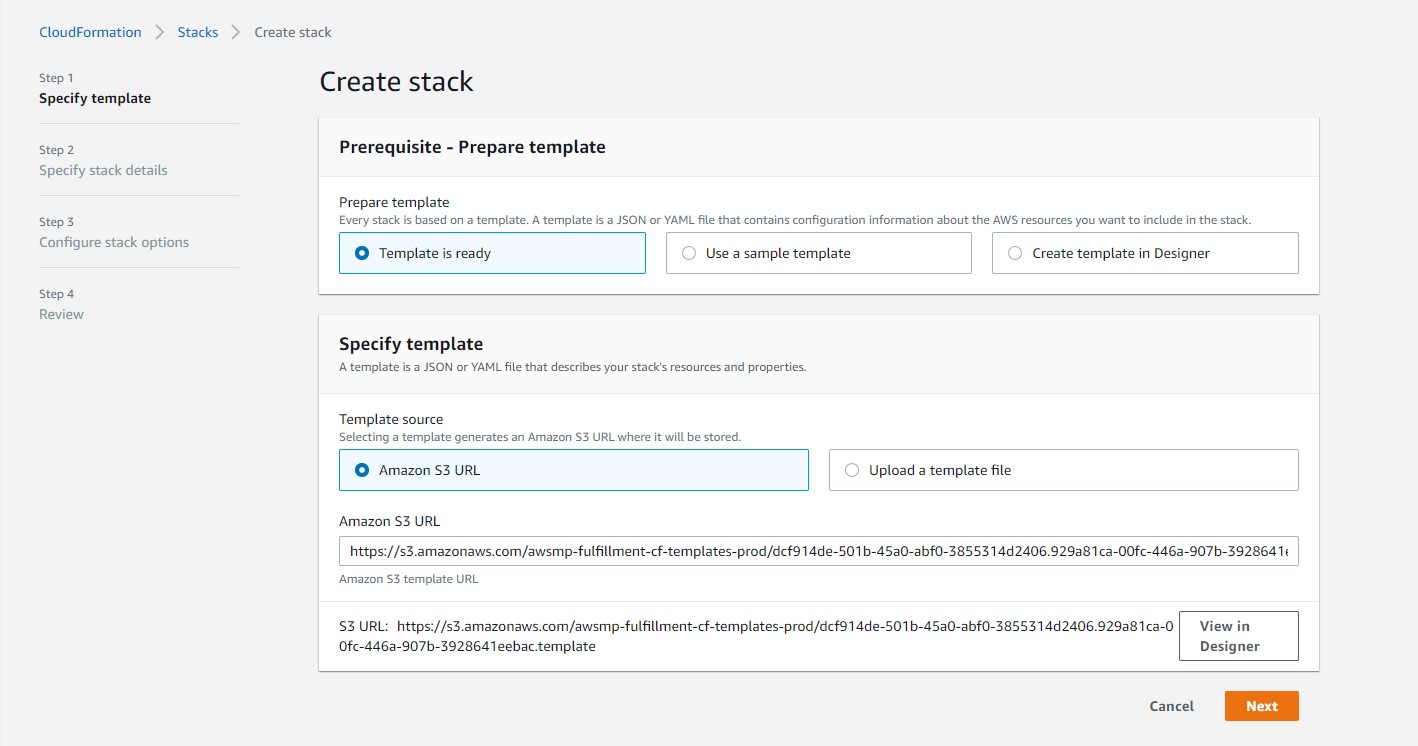 CloudFormation > Stacks > Create stack
Step 1
Specify template
Step 2
Specify stack details
Step 3
Configure stack options
Step 4
Review
Create stack
Prerequisite - Prepare template
Prepare template
Every stack is based on a template. A template is a JSON or YAML file that contains configuration information about the AWS resources you want to include in the stack.
Template is ready
Use a sample template
Create template in Designer
Specify template
A template is a JSON or YAML file that describes your stack's resources and properties.
Template source
Selecting a template generates an Amazon S3 URL where it will be stored.
Amazon S3 URL
Upload a template file
Amazon S3 URL
https://s3.amazonaws.com/awsmp-fulfillment-cf-templates-prod/dcf914de-501b-45a0-abf0-3855314d2406.929a81ca-00fc-446a-907b-3928641e
Amazon S3 template URL
S3 URL: https://s3.amazonaws.com/awsmp-fulfillment-cf-templates-prod/dcf914de-501b-45a0-abf0-3855314d2406.929a81ca-0
0fc-446a-907b-3928641eebac.template
View in
Designer
Cancel
Next